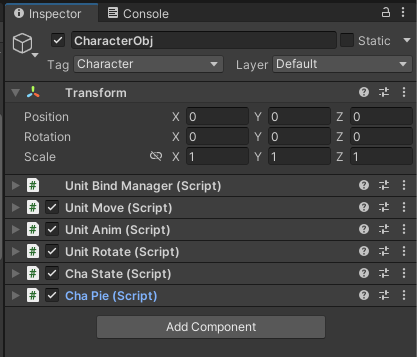 Inspector Console
CharacterObj Static
Tag Character Layer Default
Transform
Position X 0 Y 0 Z 0
Rotation X 0 Y 0 Z 0
Scale X 1 Y 1 Z 1
# Unit Bind Manager (Script)
# Unit Move (Script)
# Unit Anim (Script)
# Unit Rotate (Script)
# Cha State (Script)
# Cha Pie (Script)
Add Component